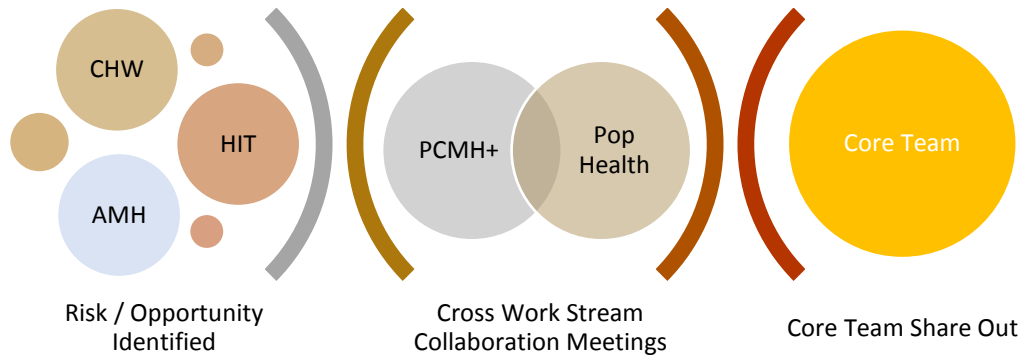 CHW
HIT
AMH
Risk / Opportunity
Identified
PCMH+
Pop
Health
Cross Work Stream
Collaboration Meetings
Core Team
Core Team Share Out